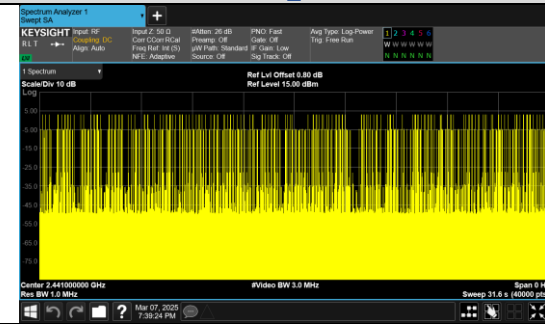 Spectrum Analyzer 1
Swept SA
+
KEYSIGHT
R L T
LV
Input: RF
Coupling: DC
Align: Auto
Input Z: 50 Ω
Corr CCorr RCal
Freq Ref: Int (S)
NFE: Adaptive
#Atten: 26 dB
Preamp: Off
µW Path: Standard
Source: Off
PNO: Fast
Gate: Off
IF Gain: Low
Sig Track: Off
Avg Type: Log-Power
Trig: Free Run
1 2 3 4 5 6
W W W W W W
N N N N N N
1 Spectrum
Scale/Div 10 dB
Ref Lvl Offset 0.80 dB
Ref Level 15.00 dBm
Log
5.00
-5.00
-15.0
-25.0
-35.0
-45.0
-55.0
-65.0
-75.0
Center 2.441000000 GHz
Res BW 1.0 MHz
#Video BW 3.0 MHz
Span 0 H
Sweep 31.6 s (40000 pts
?
Mar 07, 2025
7:39:24 PM